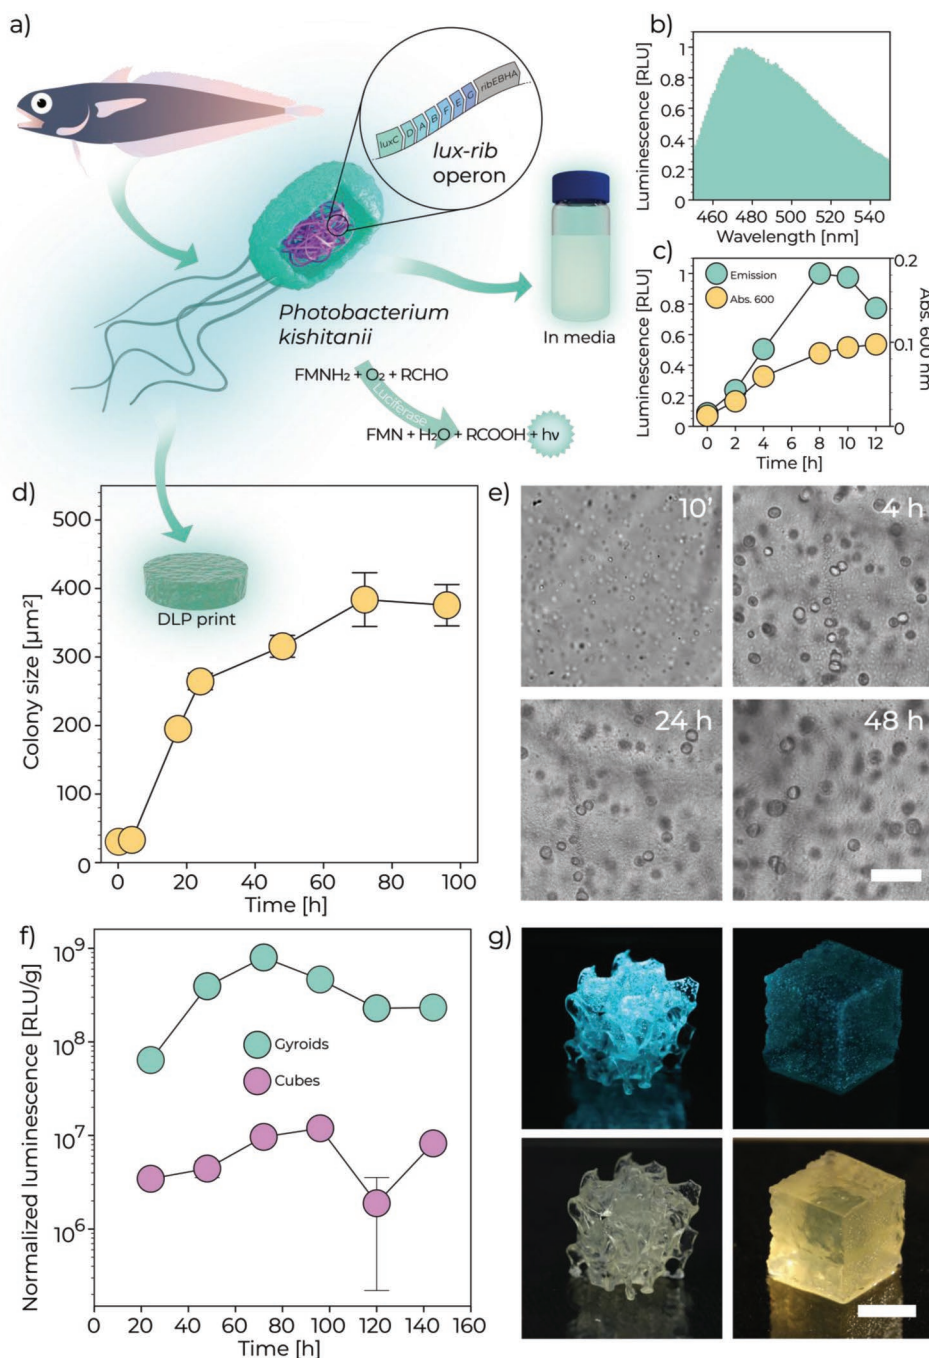 a)
luxC D A B F E G ribEBHA
lux-rib
operon
Photobacterium
kishitanii
In media
FMNH₂ + O₂ + RCHO
Luciferase
FMN + H₂O + RCOOH + hν
b)
Luminescence [RLU]
1
0.8
0.6
0.4
0.2
460 480 500 520 540
Wavelength [nm]
c)
Luminescence [RLU]
1
0.8
0.6
0.4
0.2
0
Emission
Abs. 600
0.2
0.1
0
Abs. 600 nm
0 2 4 6 8 10 12
Time [h]
d)
Colony size [µm²]
500
400
300
200
100
0
DLP print
0 20 40 60 80 100
Time [h]
e)
10'
4 h
24 h
48 h
f)
Normalized luminescence [RLU/g]
10⁹
10⁸
10⁷
10⁶
Gyroids
Cubes
0 20 40 60 80 100 120 140 160
Time [h]
g)